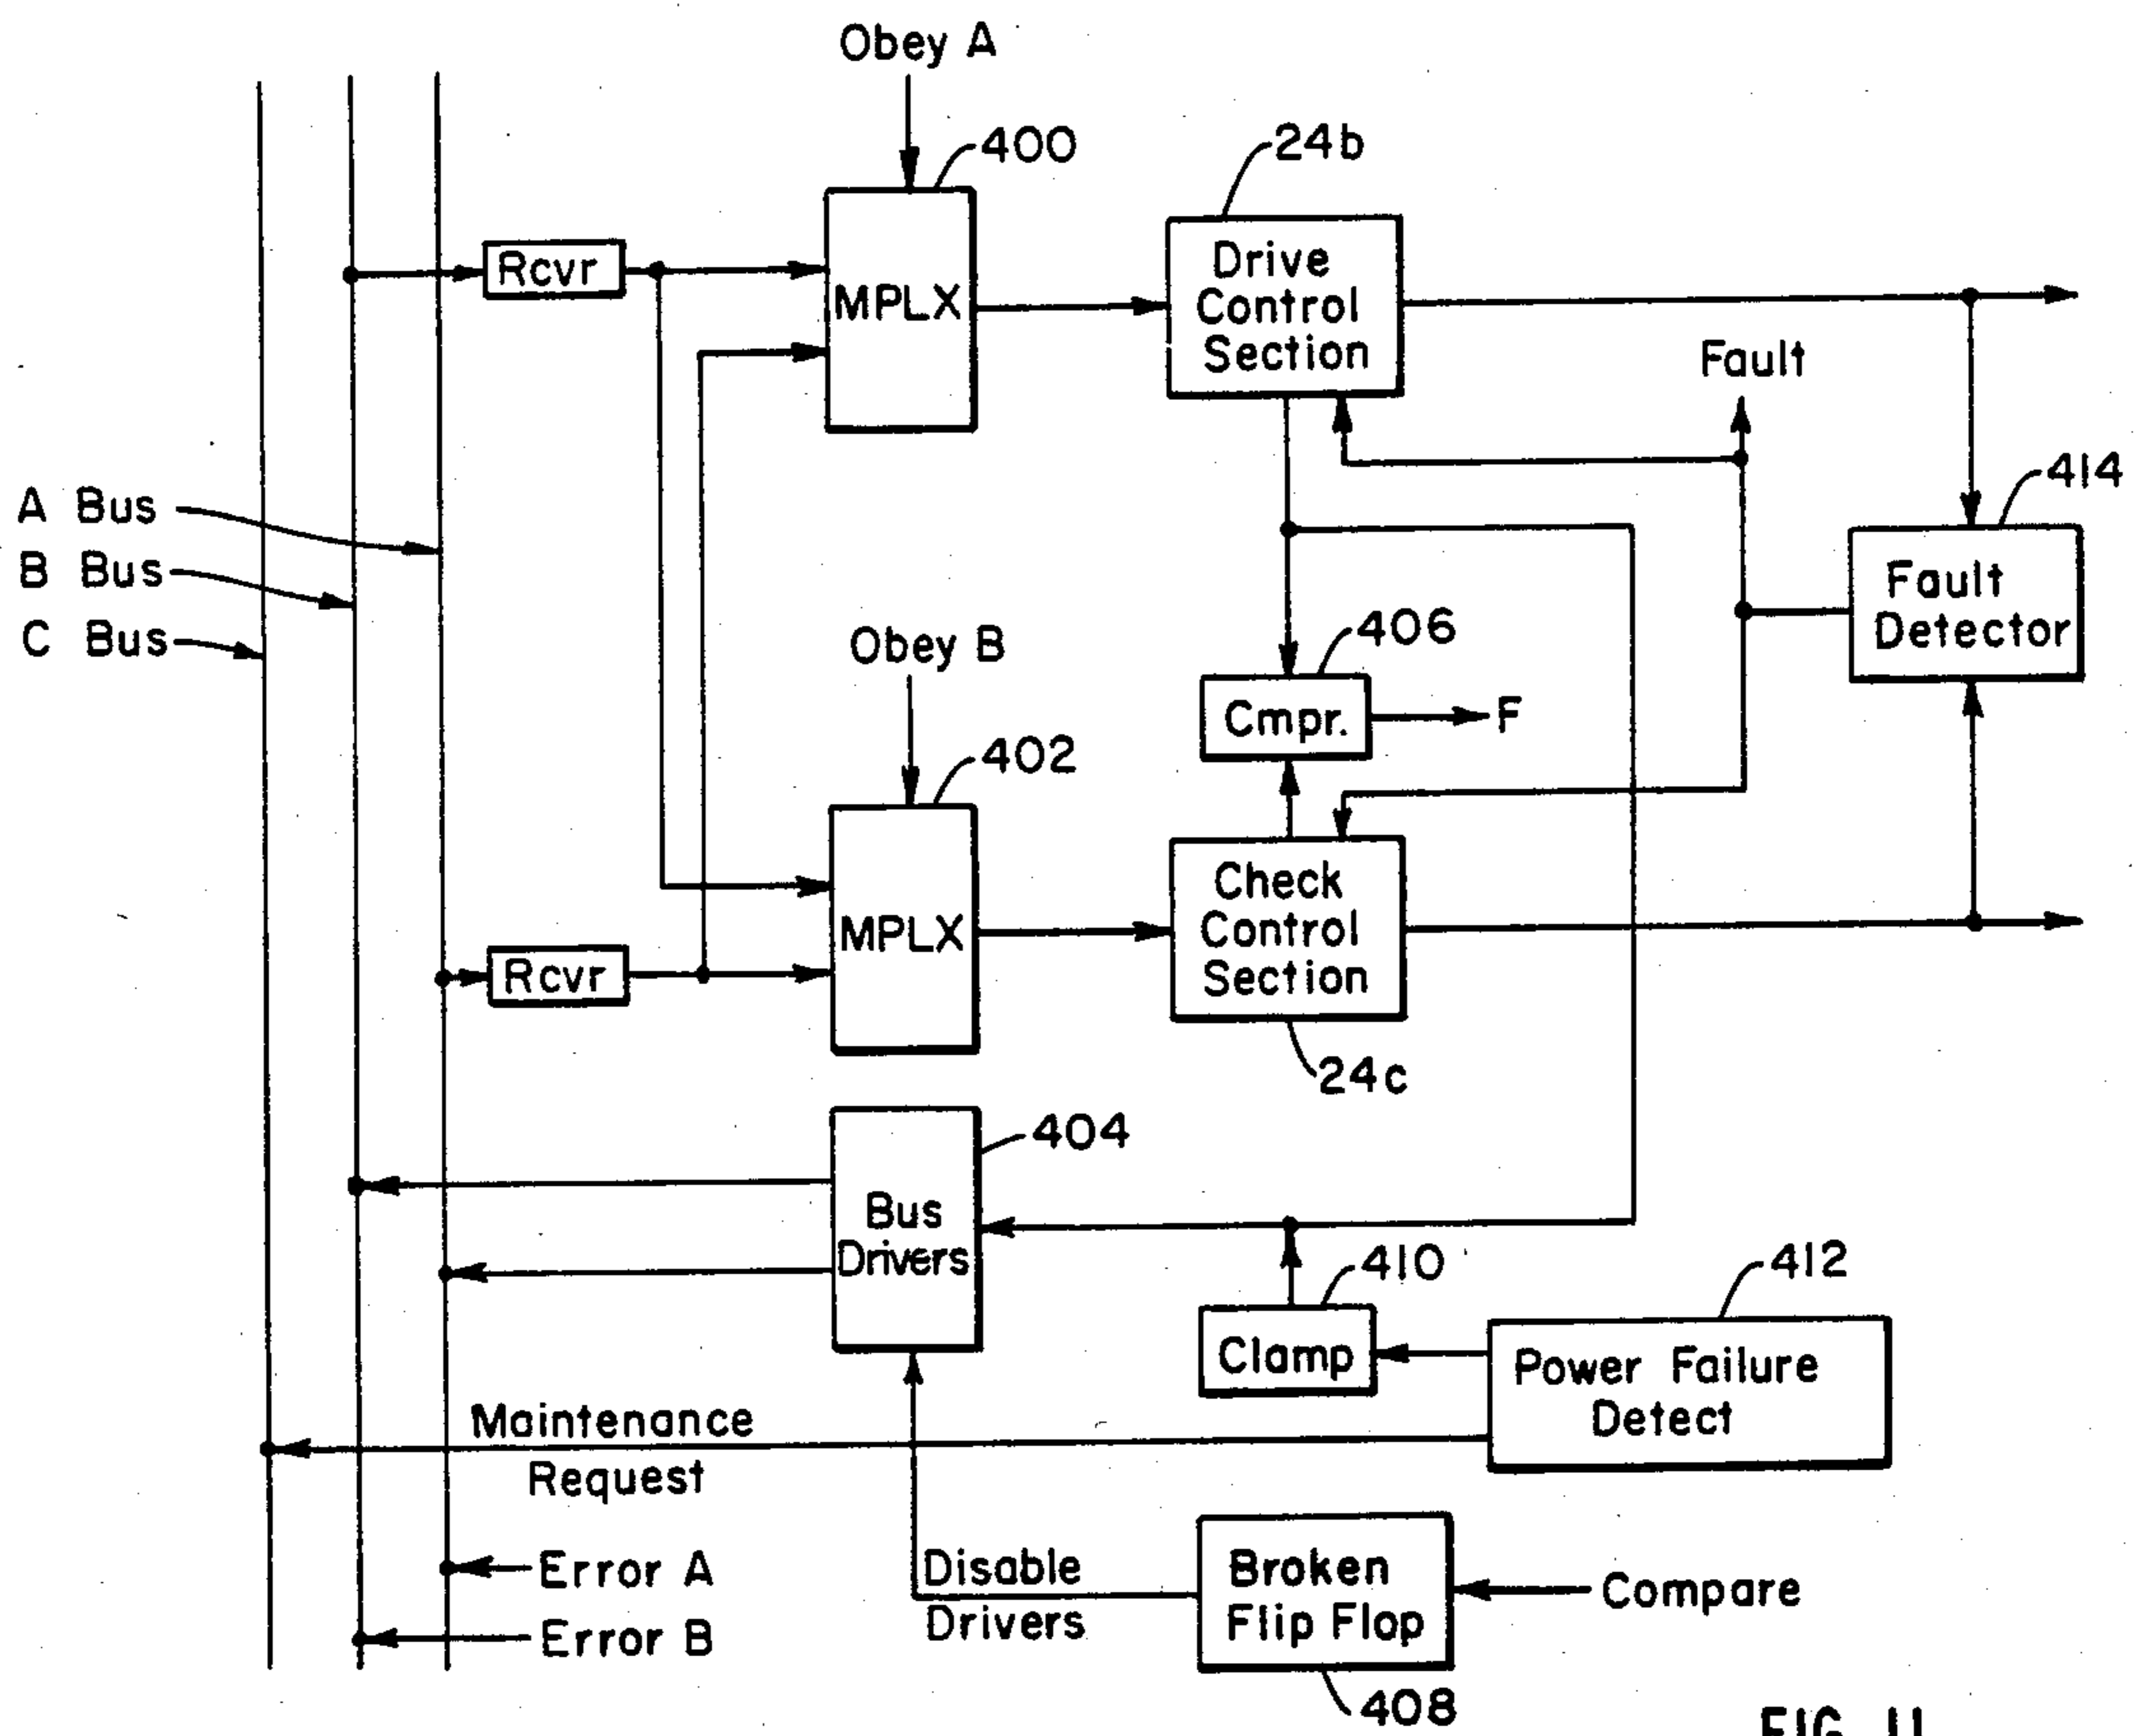 Obey A
400
24b
Rcvr
MPLX
Drive
Control
Section
Fault
414
A Bus
B Bus
C Bus
Fault
Detector
Obey B
406
Cmpr.
F
402
Rcvr
MPLX
Check
Control
Section
24c
404
Bus
Drivers
410
412
Clamp
Power Failure
Detect
Maintenance
Request
Error A
Error B
Disable
Drivers
Broken
Flip Flop
Compare
408
FIG. 11